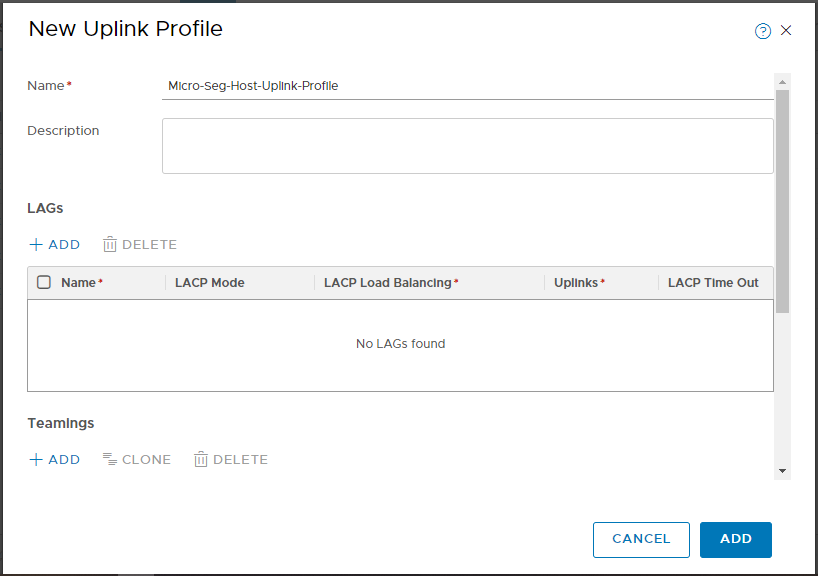 New Uplink Profile
?
Name*
Micro-Seg-Host-Uplink-Profile
Description
LAGs
ADD DELETE
Name* LACP Mode LACP Load Balancing* Uplinks* LACP Time Out
No LAGs found
Teamings
ADD CLONE DELETE
CANCEL ADD